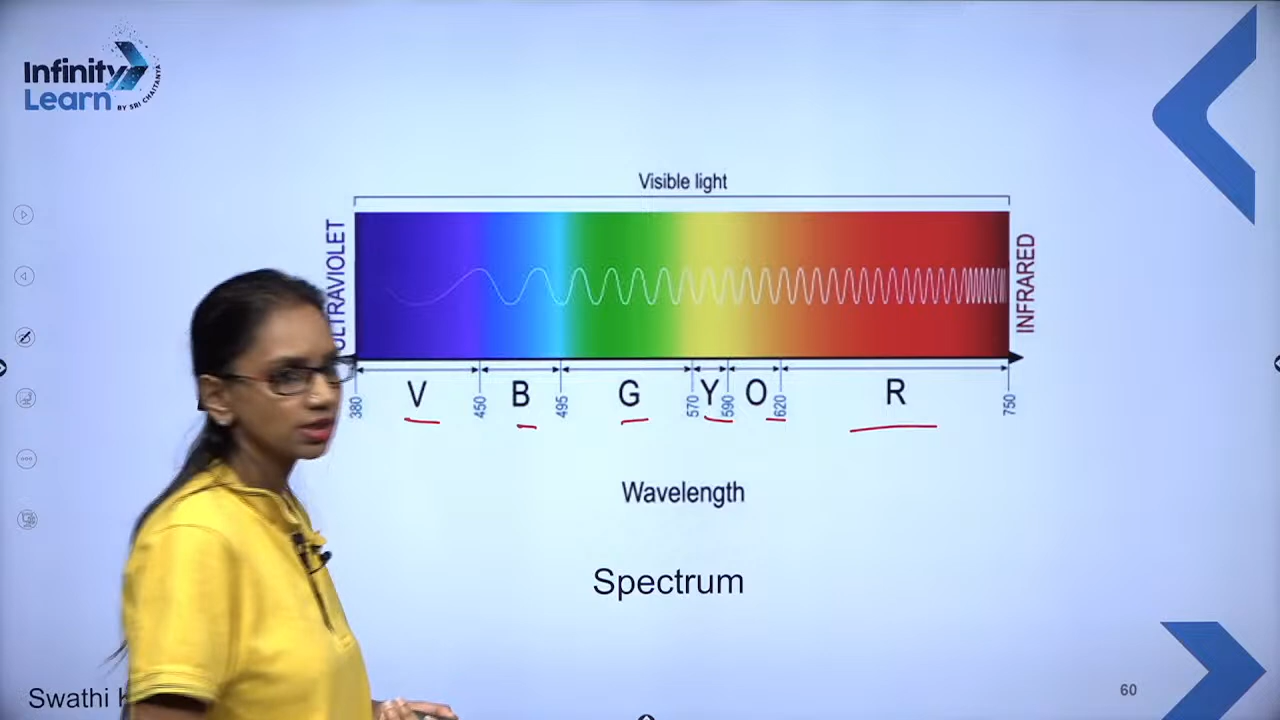 Infinity
Learn
BY SRI CHAITANYA
Visible light
ULTRAVIOLET
INFRARED
V B G Y O R
380 450 495 570 590 620 750
Wavelength
Spectrum
Swathi
60